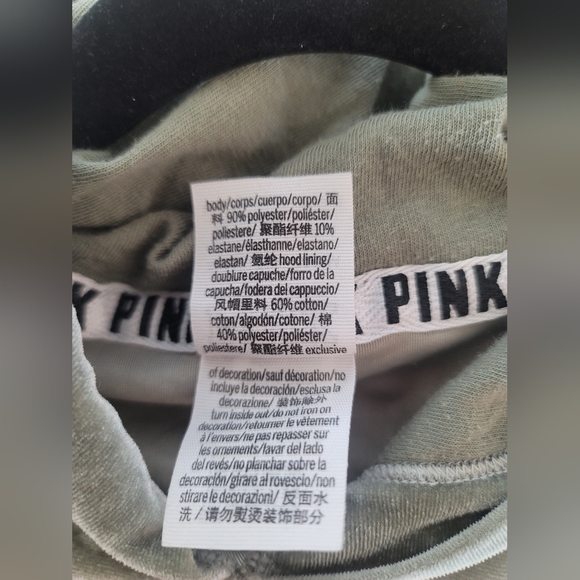 body/corps/cuerpo/corpo/ 面
料 90% polyester/poliéster/
poliestere/ 聚酯纤维 10%
elastane/élasthanne/elastano/
elastan/ 氨纶 hood lining/
doublure capuche/forro de la
capucha/fodera del cappuccio/
风帽里料 60% cotton/
coton/algodón/cotone/ 棉
40% polyester/poliéster/
poliestere/ 聚酯纤维 exclusive
of decoration/sauf décoration/no
incluye la decoración/esclusa la
decorazione/ 装饰除外
turn inside out/do not iron on
decoration/retourner le vêtement
à l'envers/ne pas repasser sur
les ornements/lavar del lado
del revés/no planchar sobre la
decoración/girare al rovescio/non
stirare le decorazioni/ 反面水
洗/请勿熨烫装饰部分
K PINK
K PINK